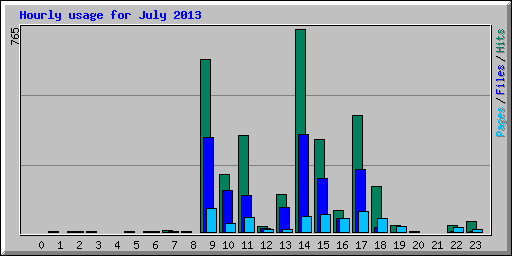 Hourly usage for July 2013
765
Pages / Files / Hits
0 1 2 3 4 5 6 7 8 9 10 11 12 13 14 15 16 17 18 19 20 21 22 23